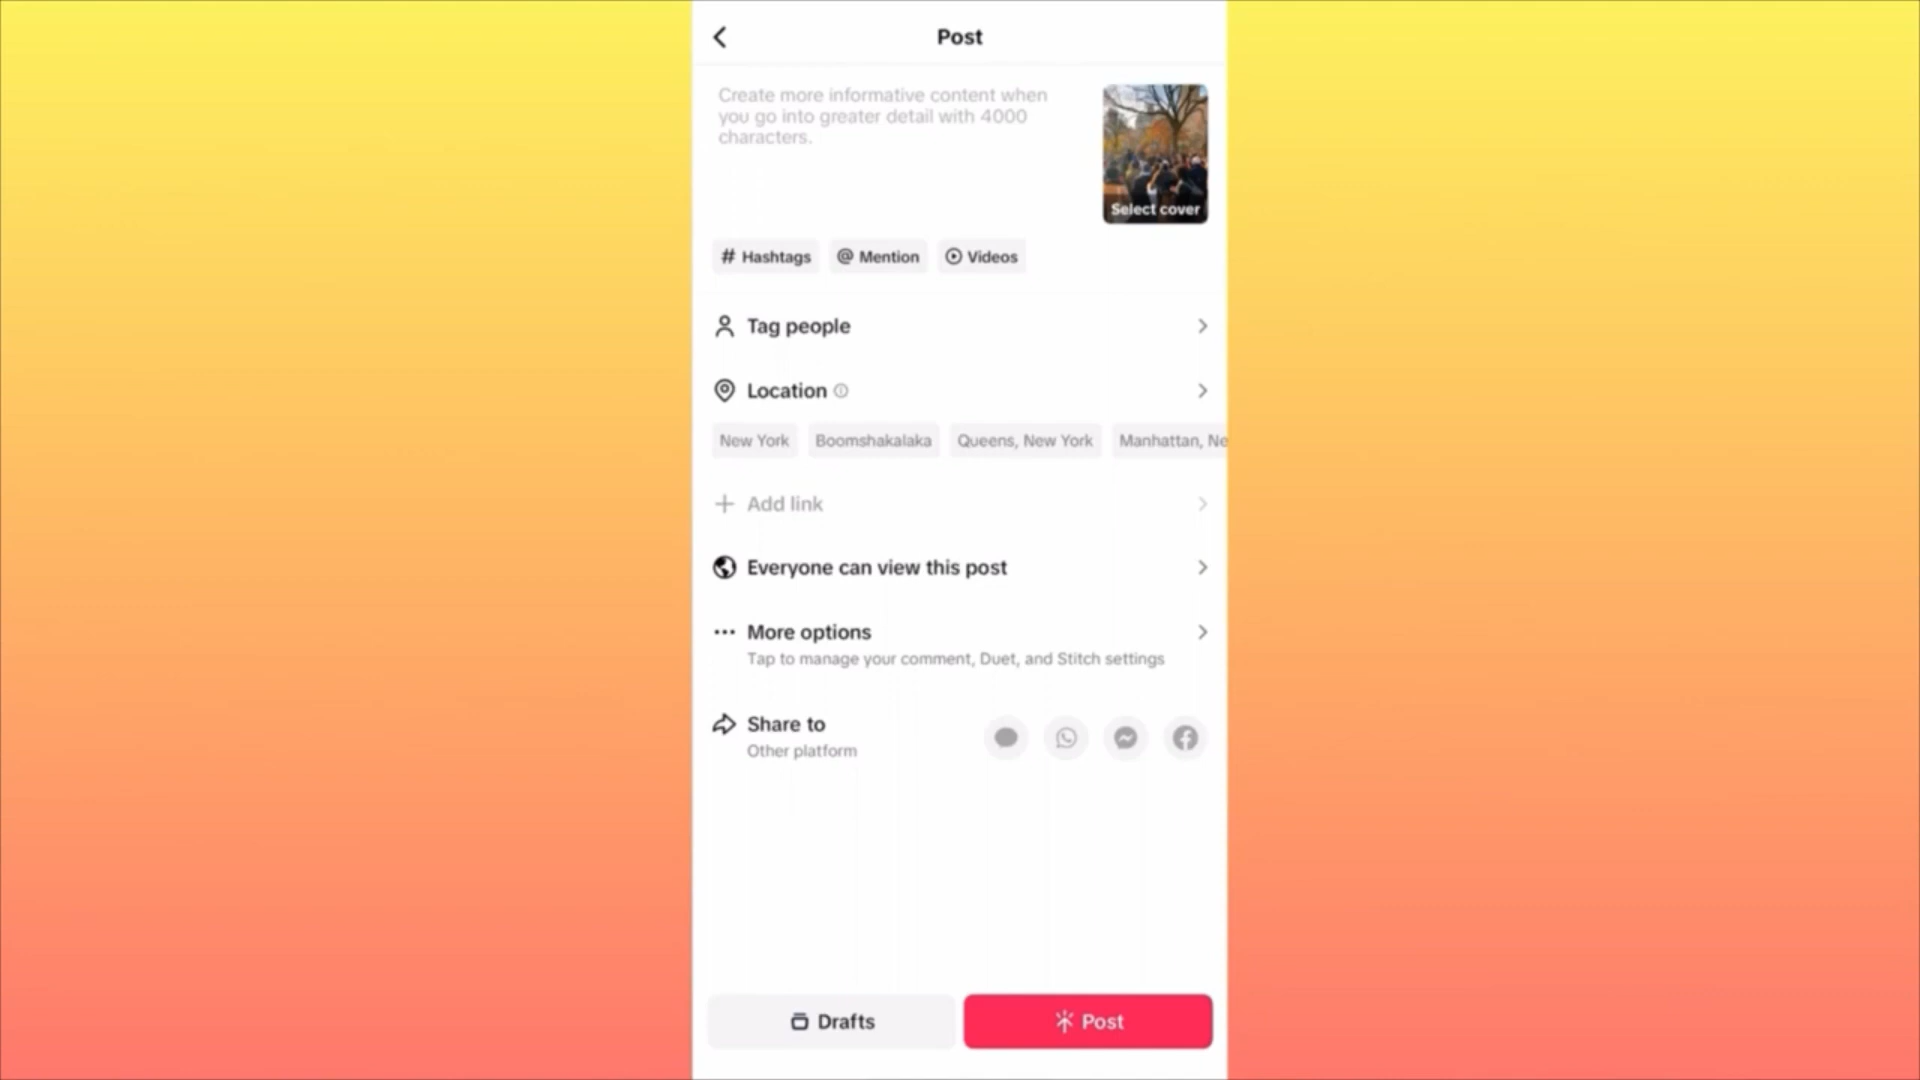 Post
Create more informative content when
you go into greater detail with 4000
characters.
Select cover
# Hashtags
@ Mention
Videos
Tag people
Location
New York
Boomshakalaka
Queens, New York
Manhattan, Ne
Add link
Everyone can view this post
More options
Tap to manage your comment, Duet, and Stitch settings
Share to
Other platform
Drafts
Post